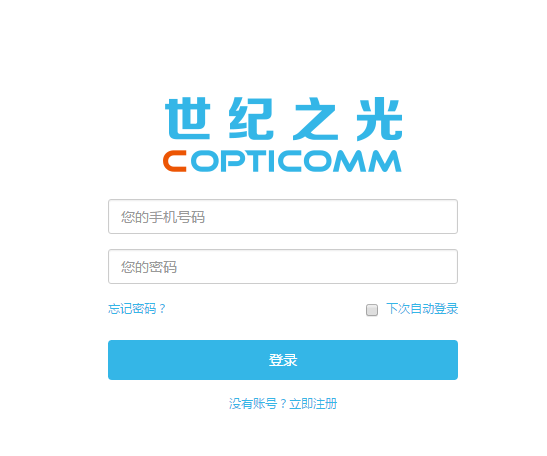 世纪之光
COPTICOMM
您的手机号码
您的密码
忘记密码？ 下次自动登录
登录
没有账号？立即注册